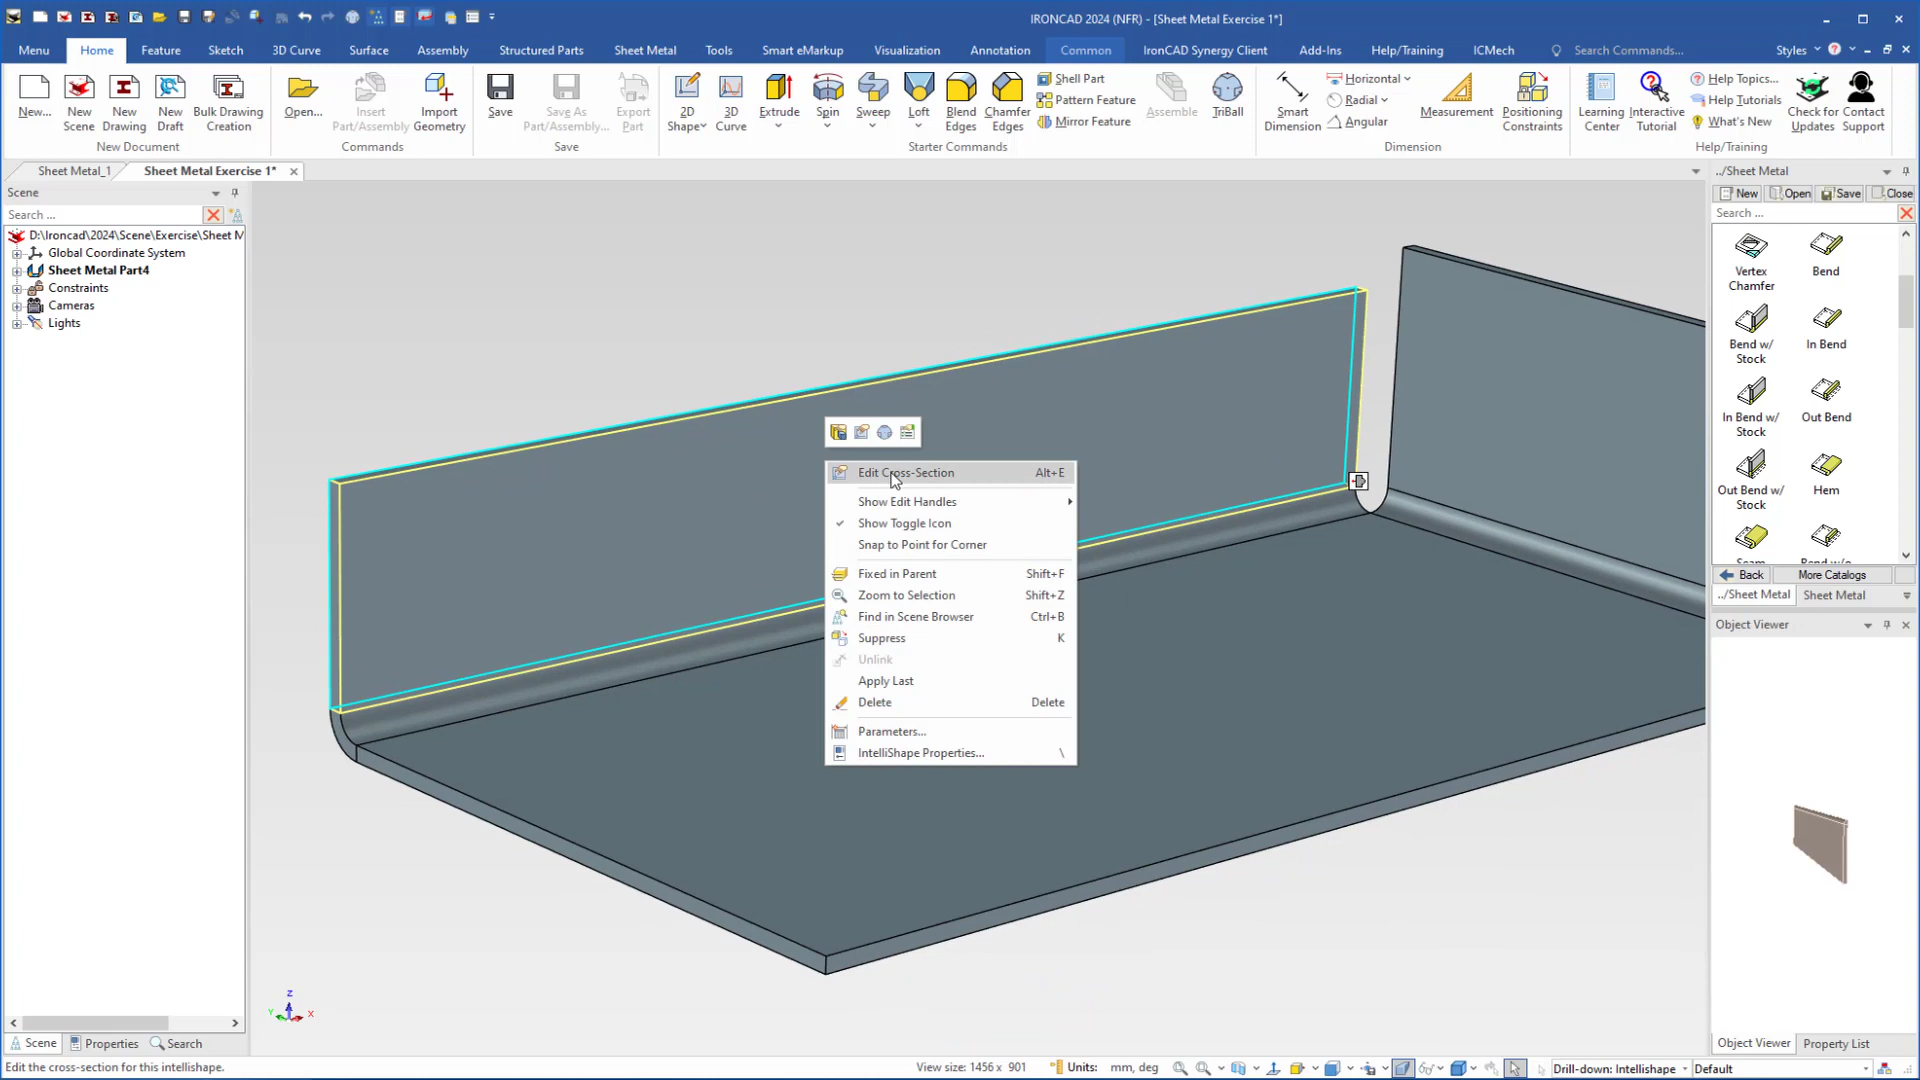 IRONCAD 2024 (NFR) - [Sheet Metal Exercise 1*]
Menu Home Feature Sketch 3D Curve Surface Assembly Structured Parts Sheet Metal Tools Smart eMarkup Visualization Annotation Common IronCAD Synergy Client Add-Ins Help/Training ICMech Search Commands... Styles
New... New Scene New Drawing New Draft Bulk Drawing Creation
New Document
Open... Insert Part/Assembly Import Geometry
Commands
Save Save As Part/Assembly... Export Part
Save
2D Shape 3D Curve Extrude Spin Sweep Loft Blend Edges Chamfer Edges
Shell Part
Pattern Feature
Mirror Feature
Assemble TriBall
Starter Commands
Smart Dimension
Horizontal
Radial
Angular
Measurement Positioning Constraints
Dimension
Learning Center Interactive Tutorial
Help Topics...
Help Tutorials
What's New
Check for Updates Contact Support
Help/Training
Sheet Metal_1 Sheet Metal Exercise 1*
Scene
Search ...
D:\Ironcad\2024\Scene\Exercise\Sheet M
Global Coordinate System
Sheet Metal Part4
Constraints
Cameras
Lights
Edit Cross-Section Alt+E
Show Edit Handles
Show Toggle Icon
Snap to Point for Corner
Fixed in Parent Shift+F
Zoom to Selection Shift+Z
Find in Scene Browser Ctrl+B
Suppress K
Unlink
Apply Last
Delete Delete
Parameters...
IntelliShape Properties... \
Z
Y X
../Sheet Metal
New Open Save Close
Search ...
Vertex Chamfer Bend
Bend w/ Stock In Bend
In Bend w/ Stock Out Bend
Out Bend w/ Stock Hem
Back More Catalogs
../Sheet Metal Sheet Metal
Object Viewer
Object Viewer Property List
Scene Properties Search
Edit the cross-section for this intellishape. View size: 1456 x 901 Units: mm, deg Drill-down: Intellishape Default